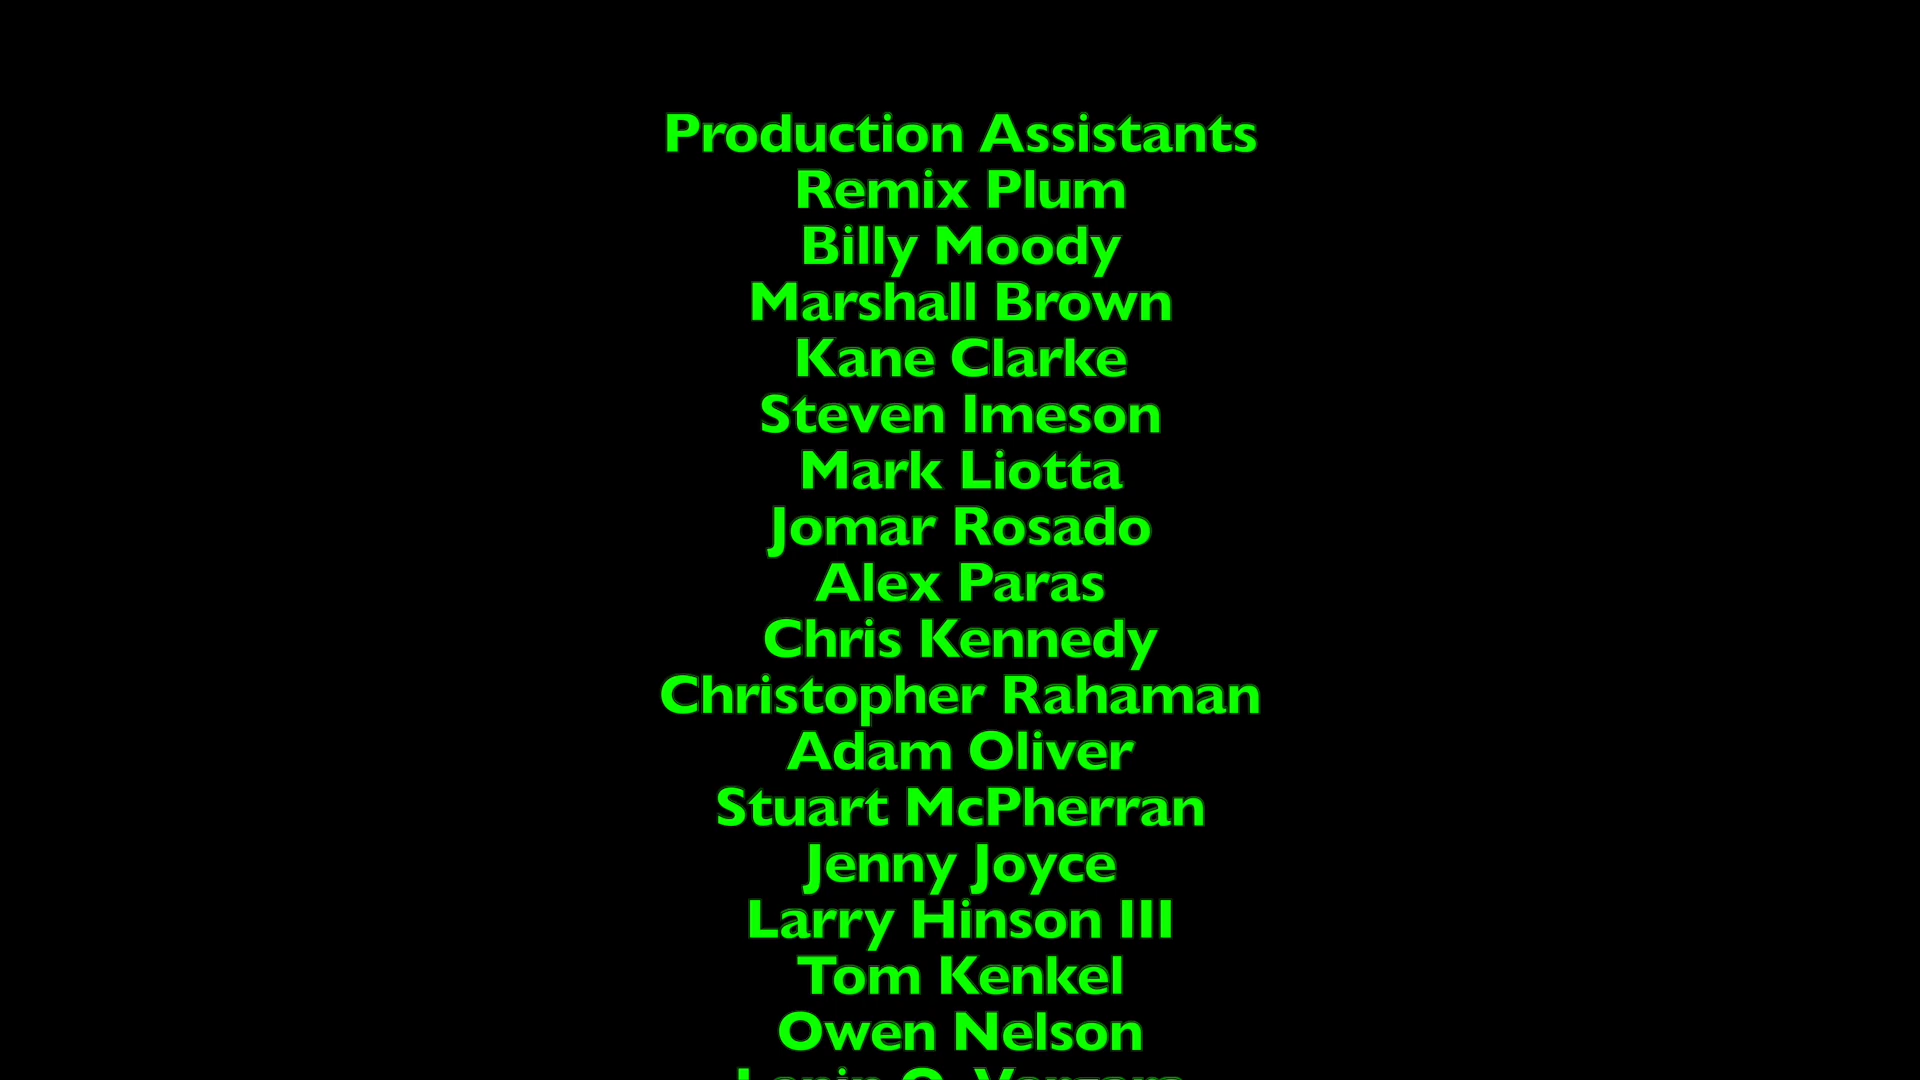 Production Assistants
Remix Plum
Billy Moody
Marshall Brown
Kane Clarke
Steven Imeson
Mark Liotta
Jomar Rosado
Alex Paras
Chris Kennedy
Christopher Rahaman
Adam Oliver
Stuart McPherran
Jenny Joyce
Larry Hinson III
Tom Kenkel
Owen Nelson